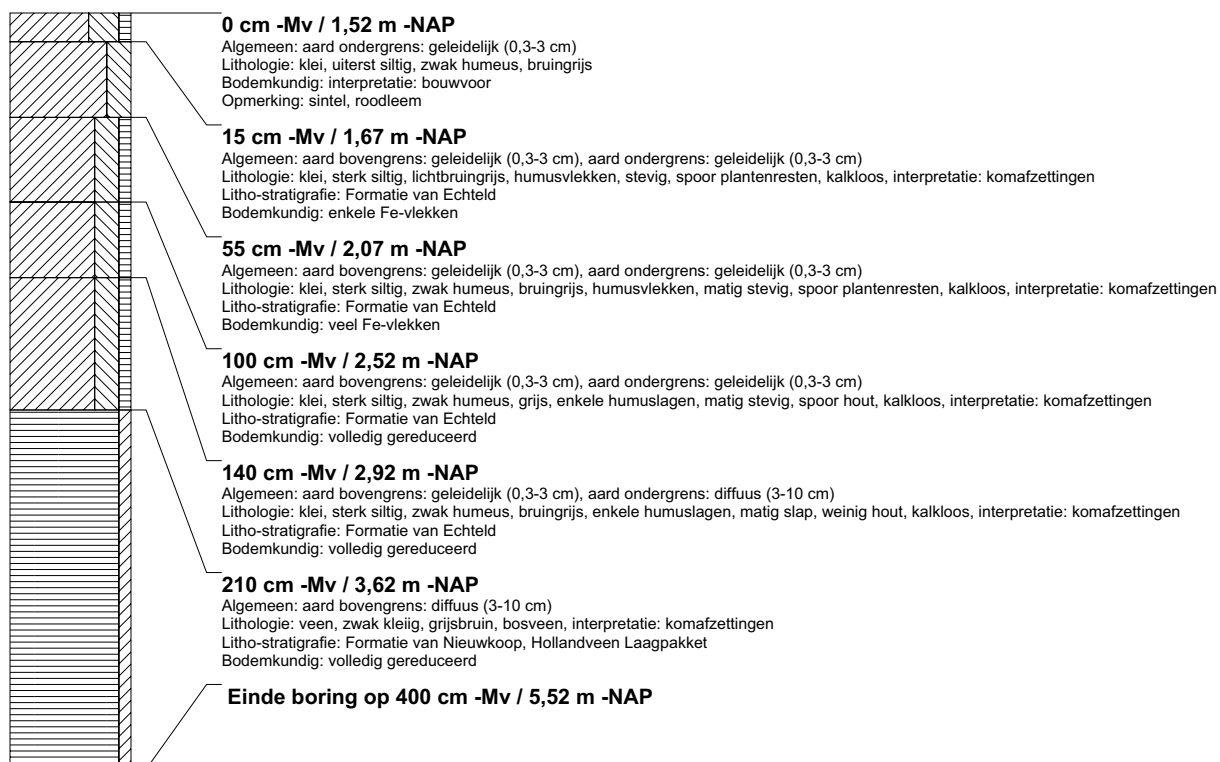 0 cm -Mv / 1,52 m -NAP
Algemeen: aard ondergrens: geleidelijk (0,3-3 cm)
Lithologie: klei, uiterst siltig, zwak humeus, bruingrijs
Bodemkundig: interpretatie: bouwvoor
Opmerking: sintel, roodleem
15 cm -Mv / 1,67 m -NAP
Algemeen: aard bovengrens: geleidelijk (0,3-3 cm), aard ondergrens: geleidelijk (0,3-3 cm)
Lithologie: klei, sterk siltig, lichtbruingrijs, humusvlekken, stevig, spoor plantenresten, kalkloos, interpretatie: komafzettingen
Litho-stratigrafie: Formatie van Echteld
Bodemkundig: enkele Fe-vlekken
55 cm -Mv / 2,07 m -NAP
Algemeen: aard bovengrens: geleidelijk (0,3-3 cm), aard ondergrens: geleidelijk (0,3-3 cm)
Lithologie: klei, sterk siltig, zwak humeus, bruingrijs, humusvlekken, matig stevig, spoor plantenresten, kalkloos, interpretatie: komafzettingen
Litho-stratigrafie: Formatie van Echteld
Bodemkundig: veel Fe-vlekken
100 cm -Mv / 2,52 m -NAP
Algemeen: aard bovengrens: geleidelijk (0,3-3 cm), aard ondergrens: geleidelijk (0,3-3 cm)
Lithologie: klei, sterk siltig, zwak humeus, grijs, enkele humuslagen, matig stevig, spoor hout, kalkloos, interpretatie: komafzettingen
Litho-stratigrafie: Formatie van Echteld
Bodemkundig: volledig gereduceerd
140 cm -Mv / 2,92 m -NAP
Algemeen: aard bovengrens: geleidelijk (0,3-3 cm), aard ondergrens: diffuus (3-10 cm)
Lithologie: klei, sterk siltig, zwak humeus, bruingrijs, enkele humuslagen, matig slap, weinig hout, kalkloos, interpretatie: komafzettingen
Litho-stratigrafie: Formatie van Echteld
Bodemkundig: volledig gereduceerd
210 cm -Mv / 3,62 m -NAP
Algemeen: aard bovengrens: diffuus (3-10 cm)
Lithologie: veen, zwak kleiig, grijsbruin, bosveen, interpretatie: komafzettingen
Litho-stratigrafie: Formatie van Nieuwkoop, Hollandveen Laagpakket
Bodemkundig: volledig gereduceerd
Einde boring op 400 cm -Mv / 5,52 m -NAP